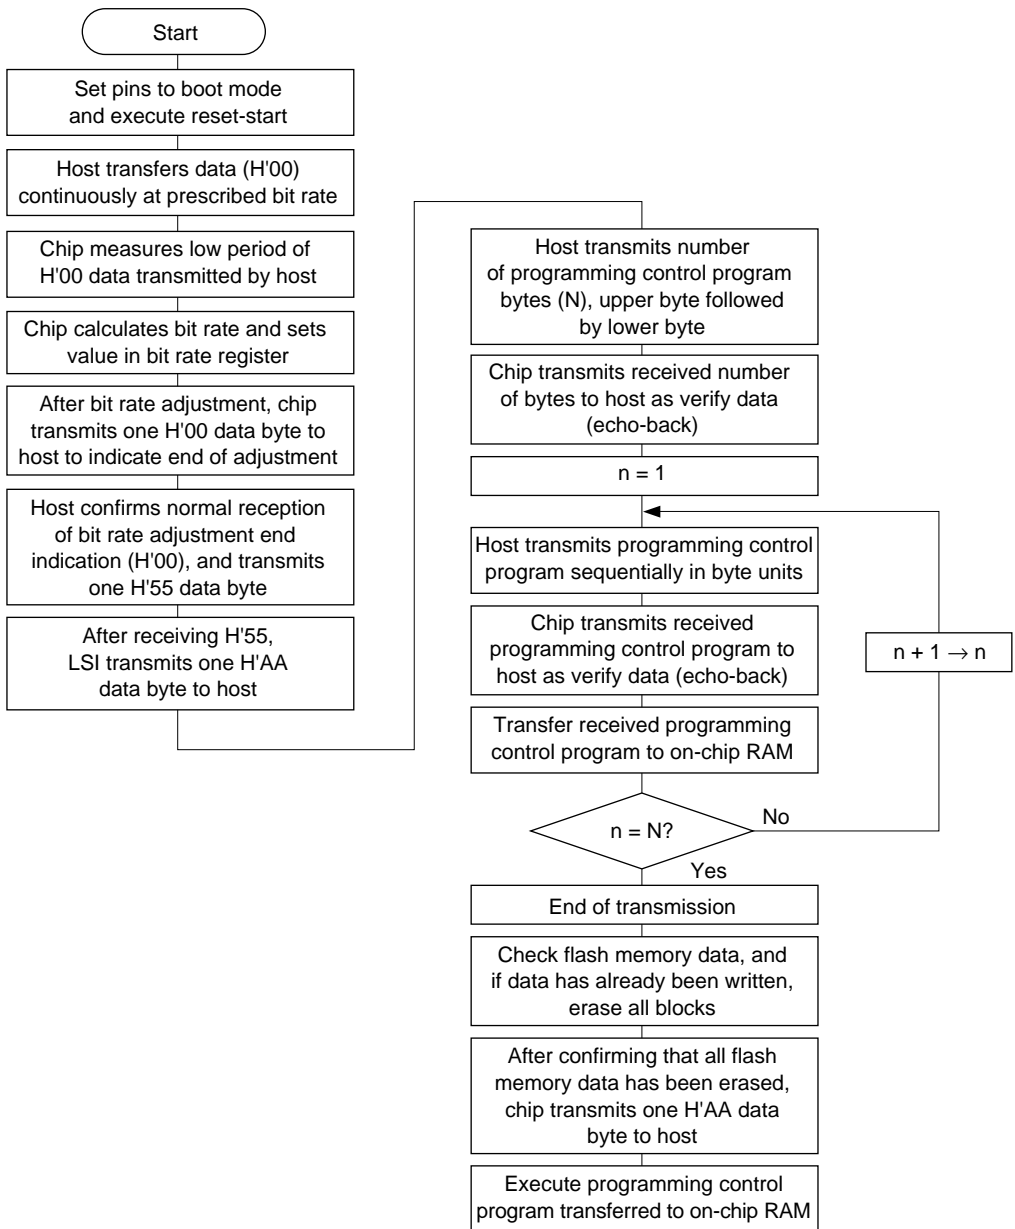 Start
Set pins to boot mode
and execute reset-start
Host transfers data (H'00)
continuously at prescribed bit rate
Chip measures low period of
H'00 data transmitted by host
Chip calculates bit rate and sets
value in bit rate register
After bit rate adjustment, chip
transmits one H'00 data byte to
host to indicate end of adjustment
Host confirms normal reception
of bit rate adjustment end
indication (H'00), and transmits
one H'55 data byte
After receiving H'55,
LSI transmits one H'AA
data byte to host
Host transmits number
of programming control program
bytes (N), upper byte followed
by lower byte
Chip transmits received number
of bytes to host as verify data
(echo-back)
n = 1
Host transmits programming control
program sequentially in byte units
Chip transmits received
programming control program to
host as verify data (echo-back)
n + 1 → n
Transfer received programming
control program to on-chip RAM
n = N?
No
Yes
End of transmission
Check flash memory data, and
if data has already been written,
erase all blocks
After confirming that all flash
memory data has been erased,
chip transmits one H'AA data
byte to host
Execute programming control
program transferred to on-chip RAM